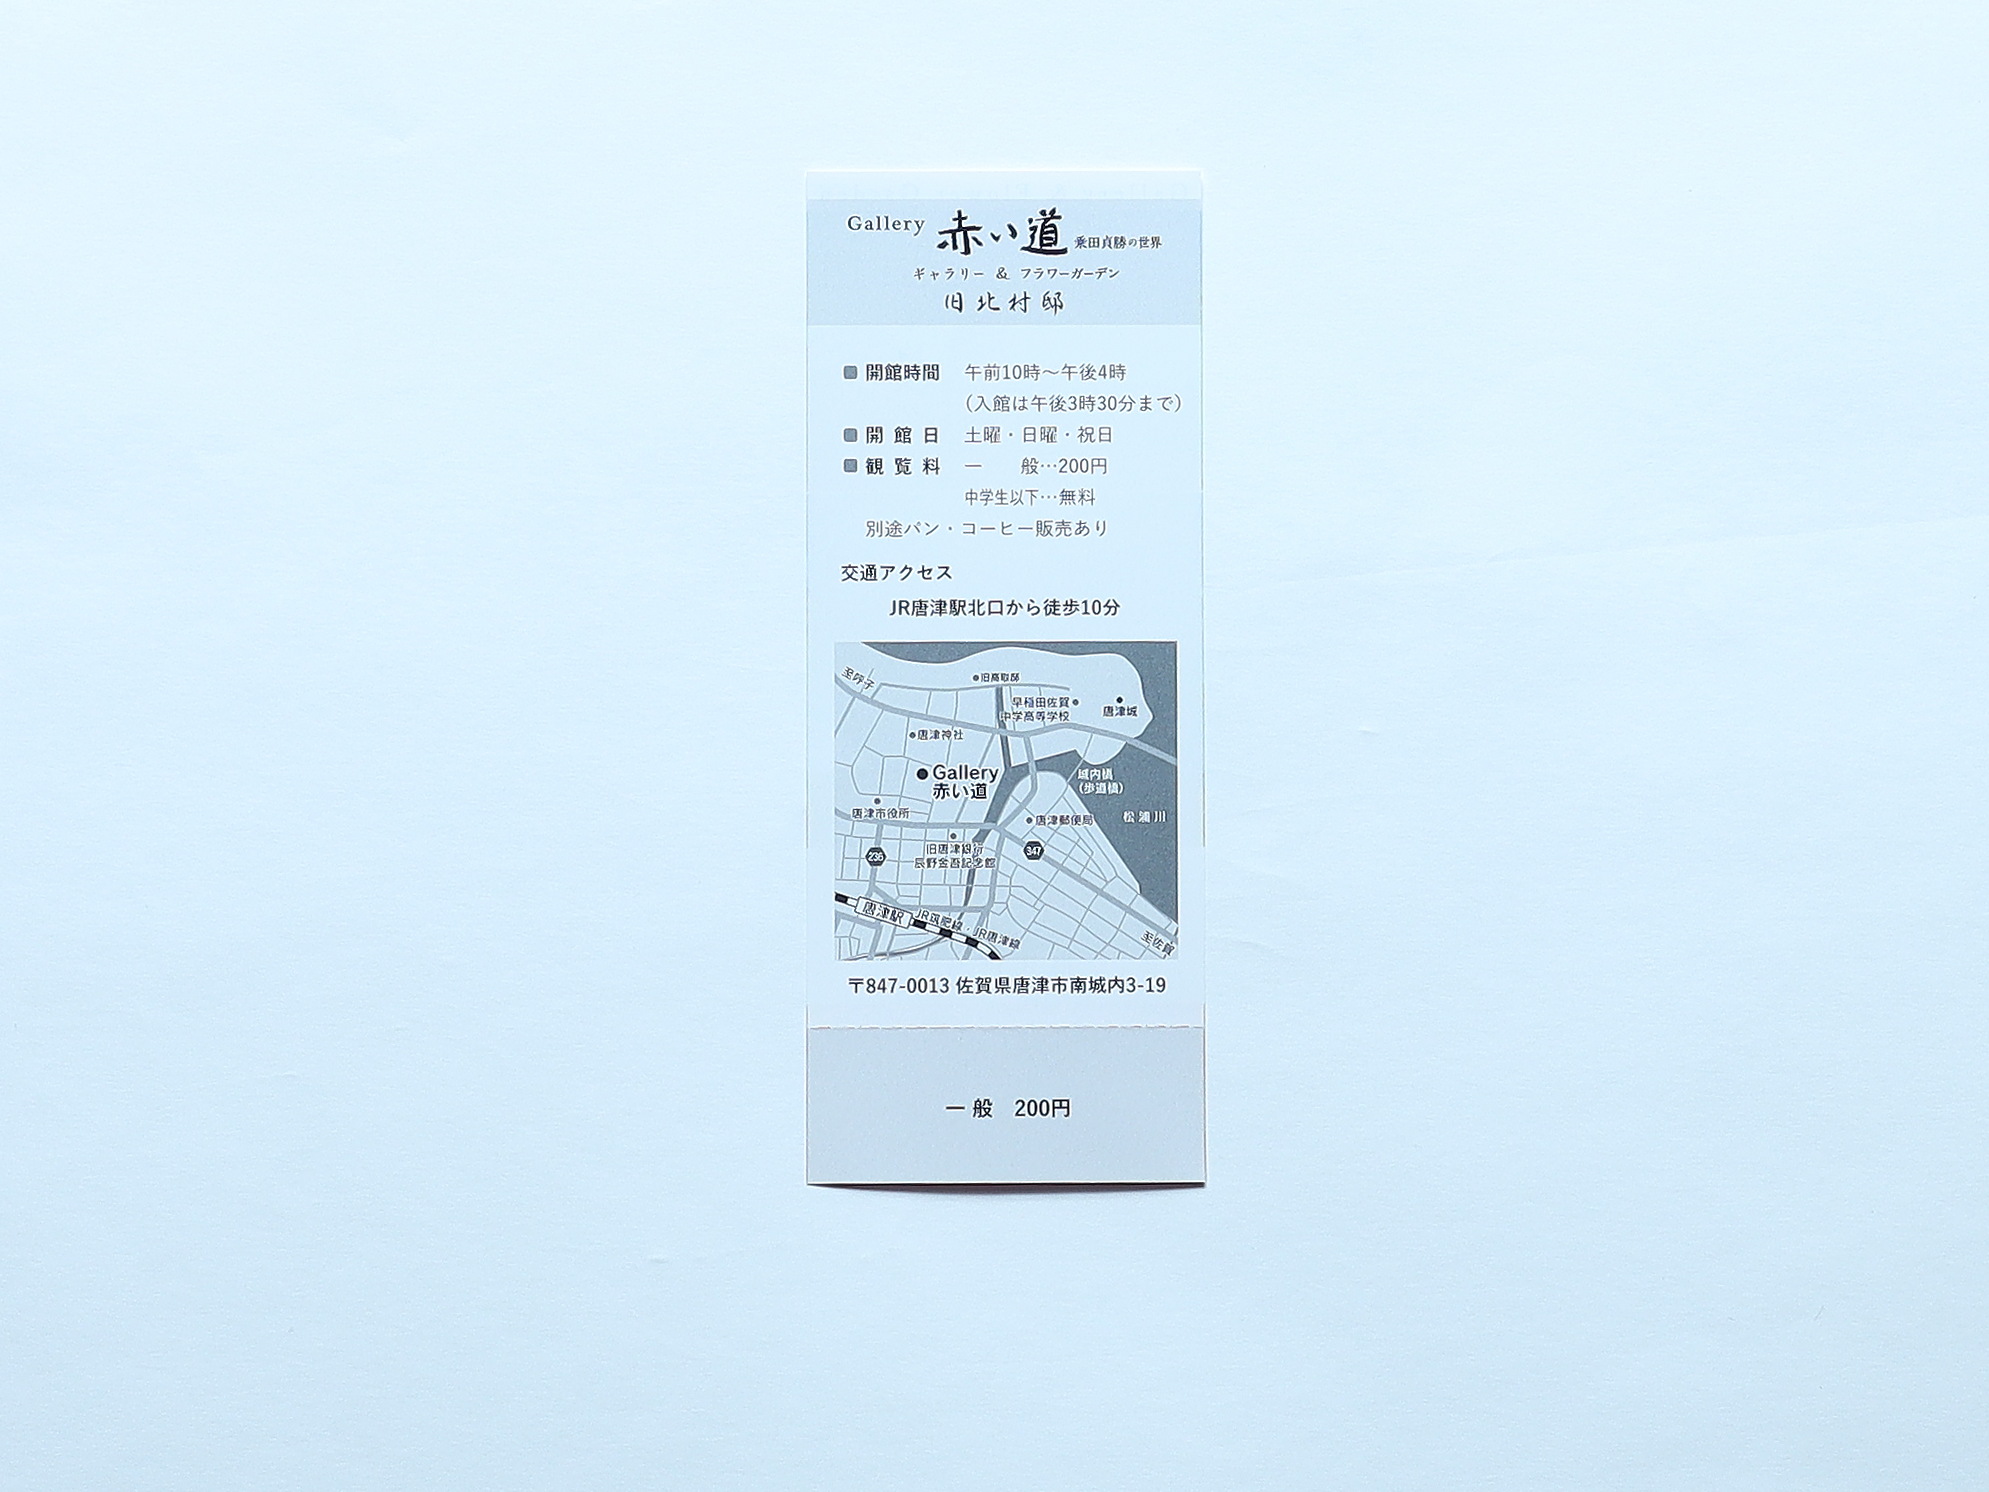 Gallery 赤い道 乗田貞勝の世界
ギャラリー & フラワーガーデン
旧北村邸
開館時間 午前10時～午後4時
(入館は午後3時30分まで)
開館日 土曜・日曜・祝日
観覧料 一　般…200円
中学生以下…無料
別途パン・コーヒー販売あり
交通アクセス
JR唐津駅北口から徒歩10分
至呼子
旧高取邸
早稲田佐賀
中学高等学校
唐津城
唐津神社
Gallery
赤い道
城内橋
(歩道橋)
唐津市役所
唐津郵便局
松浦川
旧唐津銀行
辰野金吾記念館
236
347
唐津駅
JR筑肥線・JR唐津線
至佐賀
〒847-0013 佐賀県唐津市南城内3-19
一般 200円